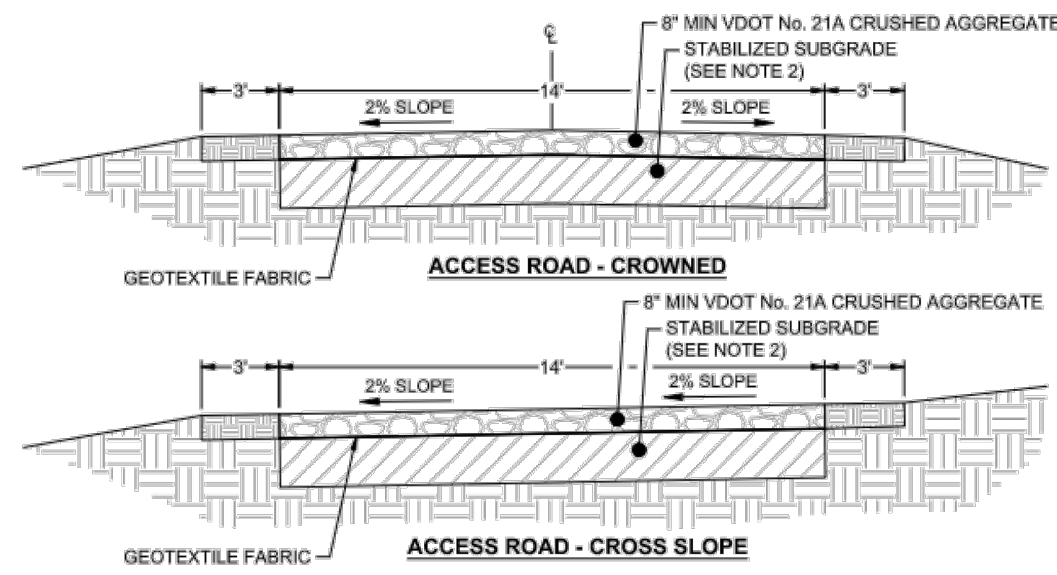 ℄
8" MIN VDOT No. 21A CRUSHED AGGREGATE
STABILIZED SUBGRADE
(SEE NOTE 2)
3' 14' 3'
2% SLOPE 2% SLOPE
GEOTEXTILE FABRIC
ACCESS ROAD - CROWNED
8" MIN VDOT No. 21A CRUSHED AGGREGATE
STABILIZED SUBGRADE
(SEE NOTE 2)
3' 14' 3'
2% SLOPE 2% SLOPE
GEOTEXTILE FABRIC
ACCESS ROAD - CROSS SLOPE